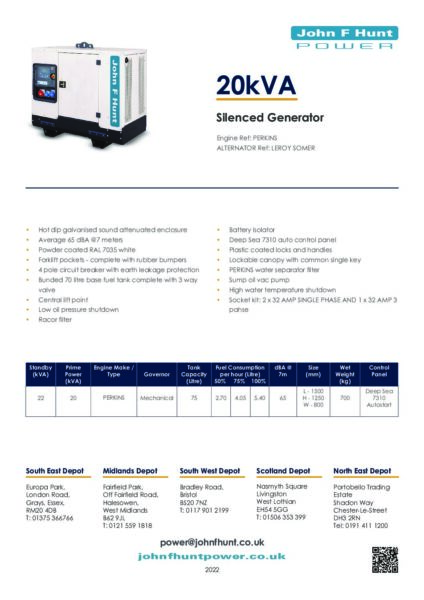 John F Hunt
POWER
John F Hunt
20kVA
Silenced Generator
Engine Ref: PERKINS
ALTERNATOR Ref: LEROY SOMER
Hot dip galvanised sound attenuated enclosure
Average 65 dBA @7 meters
Powder coated RAL 7035 white
Forklift pockets - complete with rubber bumpers
4 pole circuit breaker with earth leakage protection
Bunded 70 litre base fuel tank complete with 3 way
valve
Central lift point
Low oil pressure shutdown
Racor filter
Battery isolator
Deep Sea 7310 auto control panel
Plastic coated locks and handles
Lockable canopy with common single key
PERKINS water separator filter
Sump oil vac pump
High water temperature shutdown
Socket kit: 2 x 32 AMP SINGLE PHASE AND 1 x 32 AMP 3
pahse
Standby (kVA) Prime Power (kVA) Engine Make / Type Governor Tank Capacity (Litre) Fuel Consumption per hour (Litre) 50% 75% 100% dBA @ 7m Size (mm) Wet Weight (kg) Control Panel
22 20 PERKINS Mechanical 75 2.70 4.05 5.40 65 L - 1500 H - 1250 W - 800 700 Deep Sea 7310 Autostart
South East Depot
Europa Park,
London Road,
Grays, Essex,
RM20 4DB
T: 01375 366766
Midlands Depot
Fairfield Park,
Off Fairfield Road,
Halesowen,
West Midlands
B62 9JL
T: 0121 559 1818
South West Depot
Bradley Road,
Bristol
BS20 7NZ
T: 0117 901 2199
Scotland Depot
Nasmyth Square
Livingston
West Lothian
EH54 5GG
T: 01506 353 399
North East Depot
Portobello Trading
Estate
Shadon Way
Chester-Le-Street
DH3 2RN
Tel: 0191 411 1200
power@johnfhunt.co.uk
johnfhuntpower.co.uk
2022